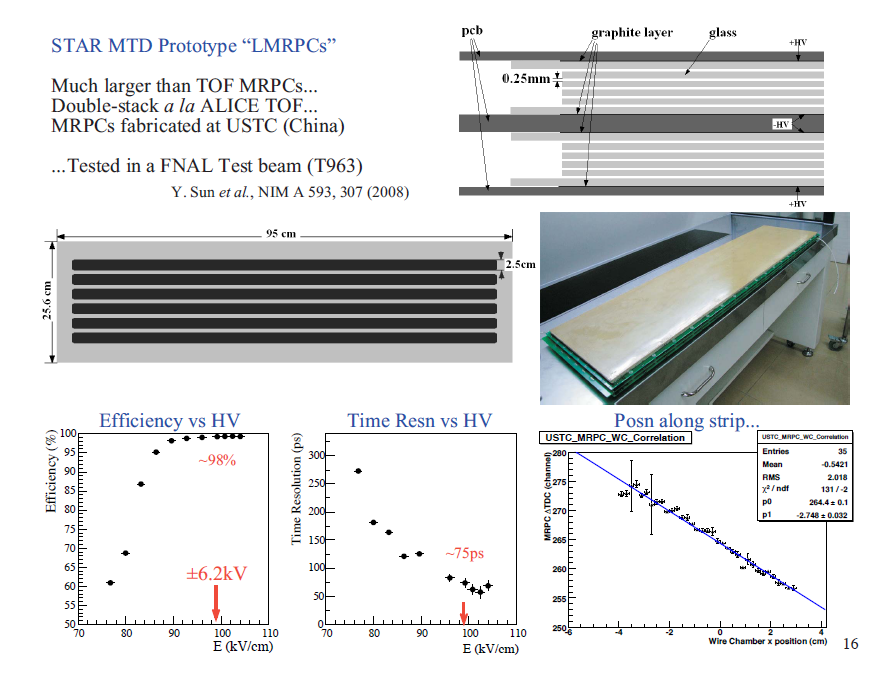 STAR MTD Prototype “LMRPCs”
Much larger than TOF MRPCs...
Double-stack a la ALICE TOF...
MRPCs fabricated at USTC (China)
...Tested in a FNAL Test beam (T963)
Y. Sun et al., NIM A 593, 307 (2008)
pcb
graphite layer
glass
+HV
0.25mm
-HV
+HV
95 cm
2.5cm
25.6 cm
Efficiency vs HV
Efficiency (%)
100
95
90
85
80
75
70
65
60
55
50
70
80
90
100
110
E (kV/cm)
~98%
±6.2kV
Time Resn vs HV
Time Resolution (ps)
300
250
200
150
100
50
0
70
80
90
100
110
E (kV/cm)
~75ps
Posn along strip...
USTC_MRPC_WC_Correlation
USTC_MRPC_WC_Correlation
Entries 35
Mean -0.5421
RMS 2.018
χ² / ndf 131 / -2
p0 264.4 ± 0.1
p1 -2.748 ± 0.032
MRPC ΔTDC (channel)
280
275
270
265
260
255
250
-6
-4
-2
0
2
4
Wire Chamber x position (cm)
16